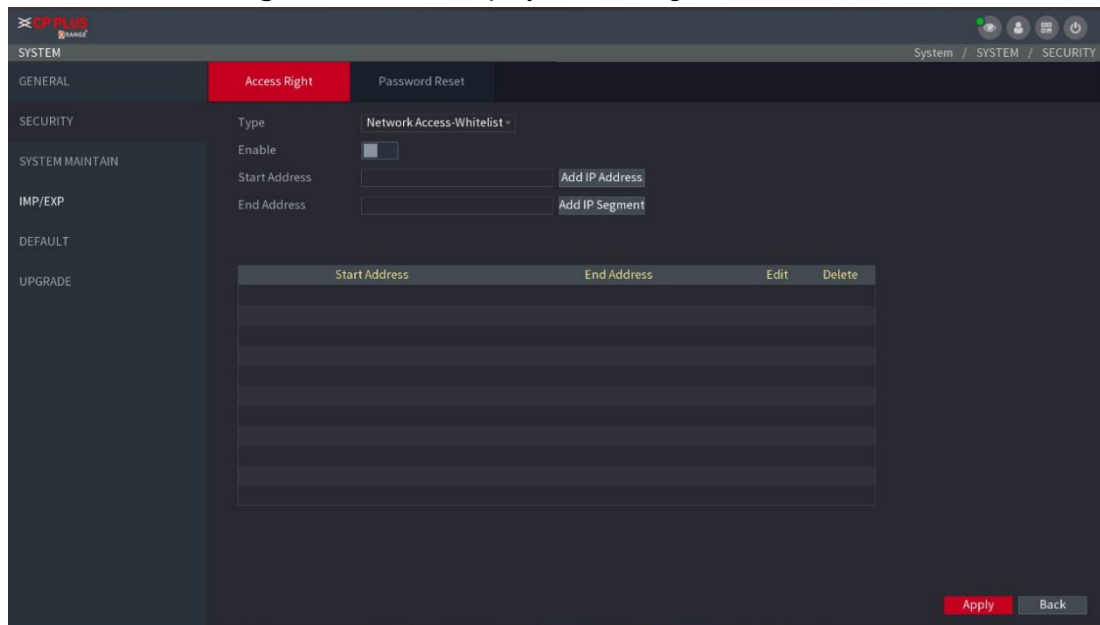 CP PLUS
ORANGE
SYSTEM
System / SYSTEM / SECURITY
GENERAL
Access Right
Password Reset
SECURITY
Type
Network Access-Whitelist
Enable
SYSTEM MAINTAIN
Start Address
Add IP Address
IMP/EXP
End Address
Add IP Segment
DEFAULT
Start Address
End Address
Edit
Delete
UPGRADE
Apply
Back